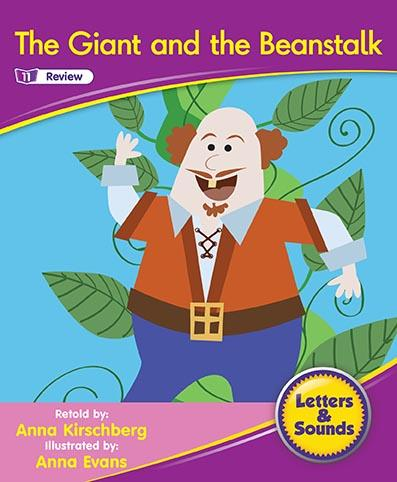 The Giant and the Beanstalk
11 Review
Retold by:
Anna Kirschberg
Illustrated by:
Anna Evans
Letters
&
Sounds